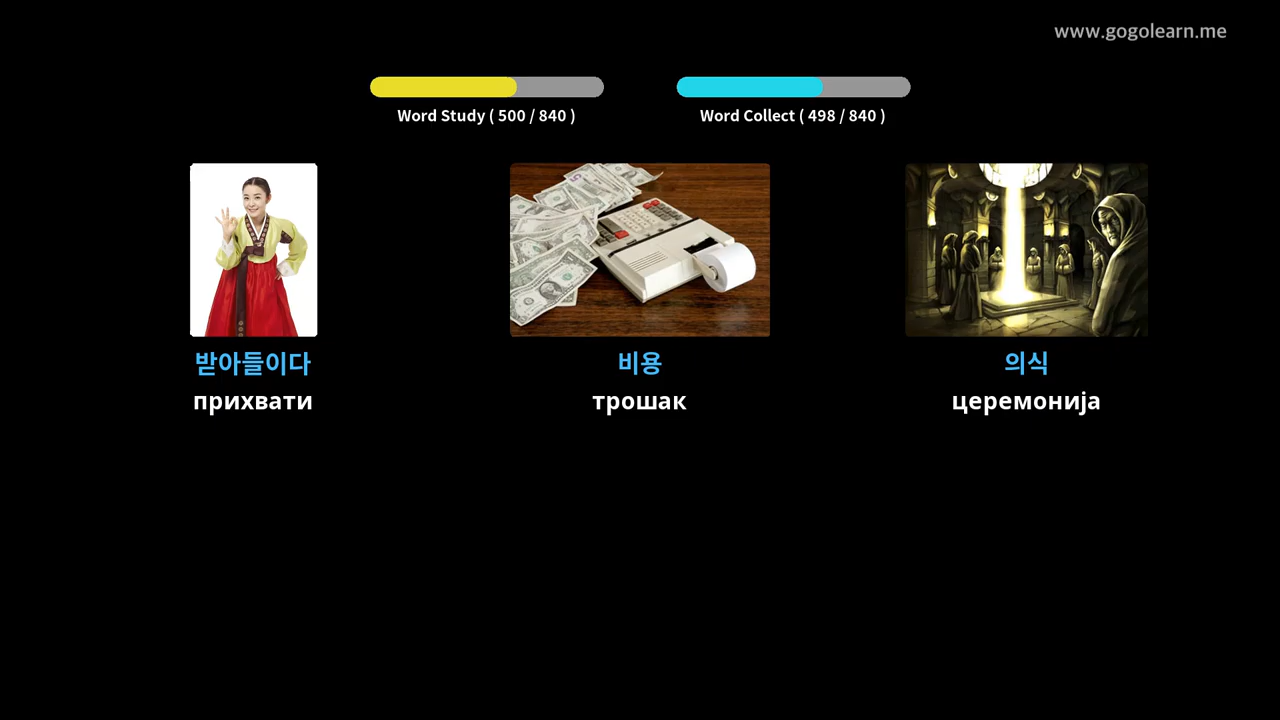 www.gogolearn.me
Word Study ( 500 / 840 )
Word Collect ( 498 / 840 )
받아들이다
비용
의식
прихвати
трошак
церемонија